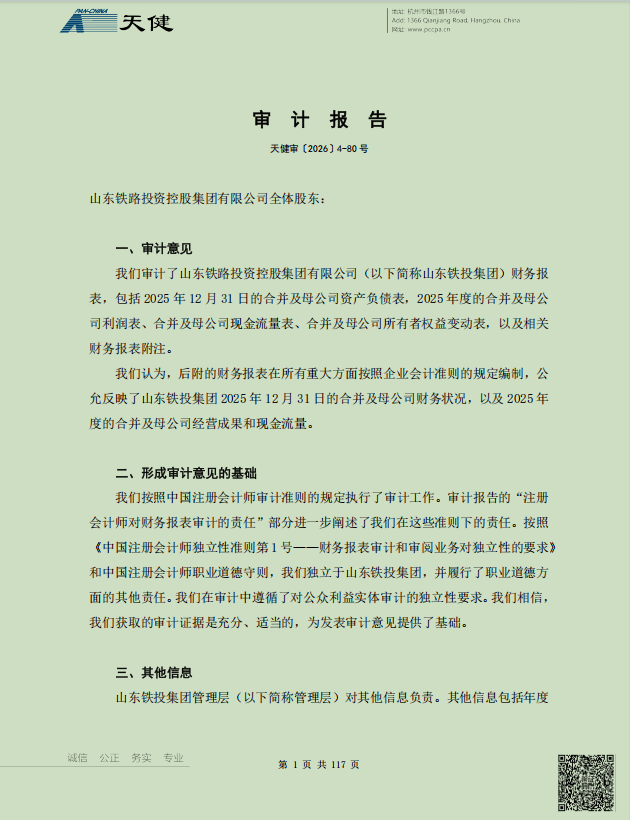 PAN-CHINA
天健
地址: 杭州市钱江路1366号
Add: 1366 Qianjiang Road, Hangzhou, China
网址: www.pccpa.cn
审 计 报 告
天健审〔2026〕4-80 号
山东铁路投资控股集团有限公司全体股东：
一、审计意见
我们审计了山东铁路投资控股集团有限公司（以下简称山东铁投集团）财务报
表，包括 2025 年 12 月 31 日的合并及母公司资产负债表，2025 年度的合并及母公
司利润表、合并及母公司现金流量表、合并及母公司所有者权益变动表，以及相关
财务报表附注。
我们认为，后附的财务报表在所有重大方面按照企业会计准则的规定编制，公
允反映了山东铁投集团 2025 年 12 月 31 日的合并及母公司财务状况，以及 2025 年
度的合并及母公司经营成果和现金流量。
二、形成审计意见的基础
我们按照中国注册会计师审计准则的规定执行了审计工作。审计报告的“注册
会计师对财务报表审计的责任”部分进一步阐述了我们在这些准则下的责任。按照
《中国注册会计师独立性准则第 1 号——财务报表审计和审阅业务对独立性的要求》
和中国注册会计师职业道德守则，我们独立于山东铁投集团，并履行了职业道德方
面的其他责任。我们在审计中遵循了对公众利益实体审计的独立性要求。我们相信，
我们获取的审计证据是充分、适当的，为发表审计意见提供了基础。
三、其他信息
山东铁投集团管理层（以下简称管理层）对其他信息负责。其他信息包括年度
诚信 公正 务实 专业
第 1 页 共 117 页